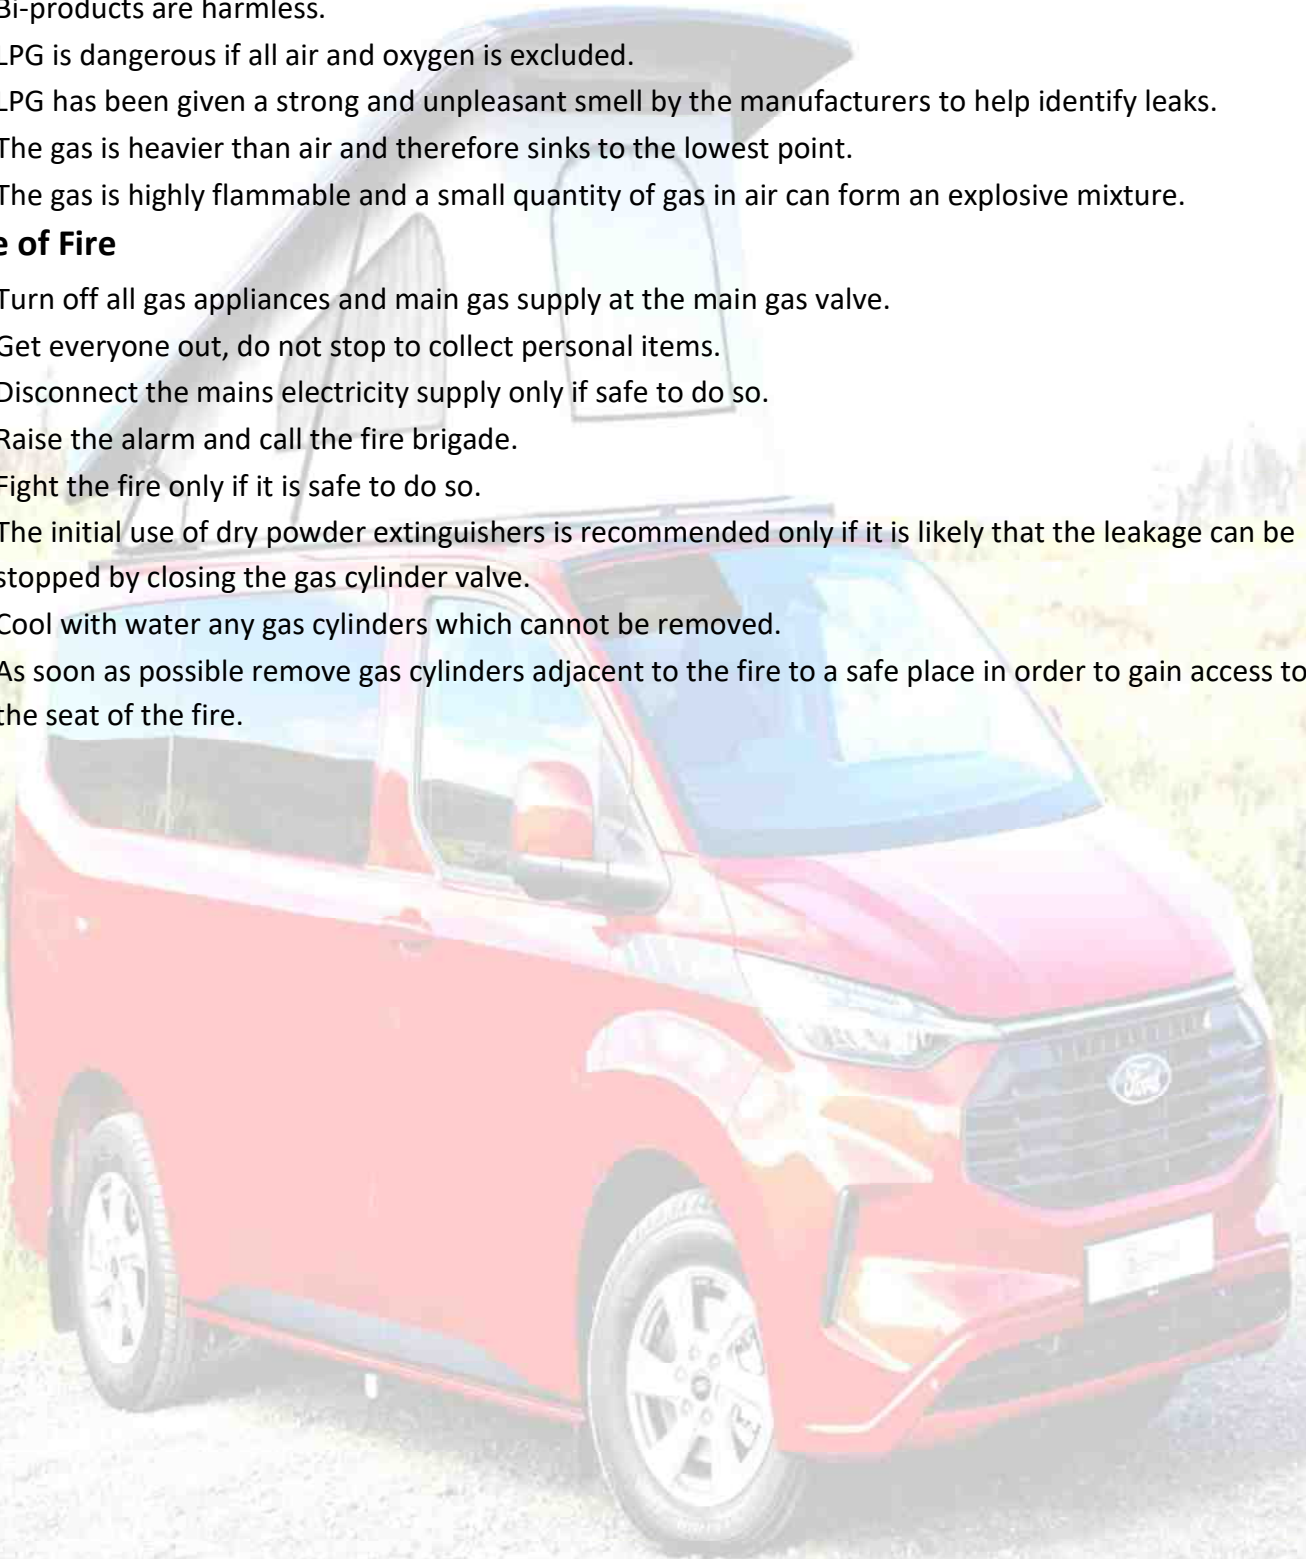 Bi-products are harmless.
LPG is dangerous if all air and oxygen is excluded.
LPG has been given a strong and unpleasant smell by the manufacturers to help identify leaks.
The gas is heavier than air and therefore sinks to the lowest point.
The gas is highly flammable and a small quantity of gas in air can form an explosive mixture.
e of Fire
Turn off all gas appliances and main gas supply at the main gas valve.
Get everyone out, do not stop to collect personal items.
Disconnect the mains electricity supply only if safe to do so.
Raise the alarm and call the fire brigade.
Fight the fire only if it is safe to do so.
The initial use of dry powder extinguishers is recommended only if it is likely that the leakage can be
stopped by closing the gas cylinder valve.
Cool with water any gas cylinders which cannot be removed.
As soon as possible remove gas cylinders adjacent to the fire to a safe place in order to gain access to
the seat of the fire.
Ford